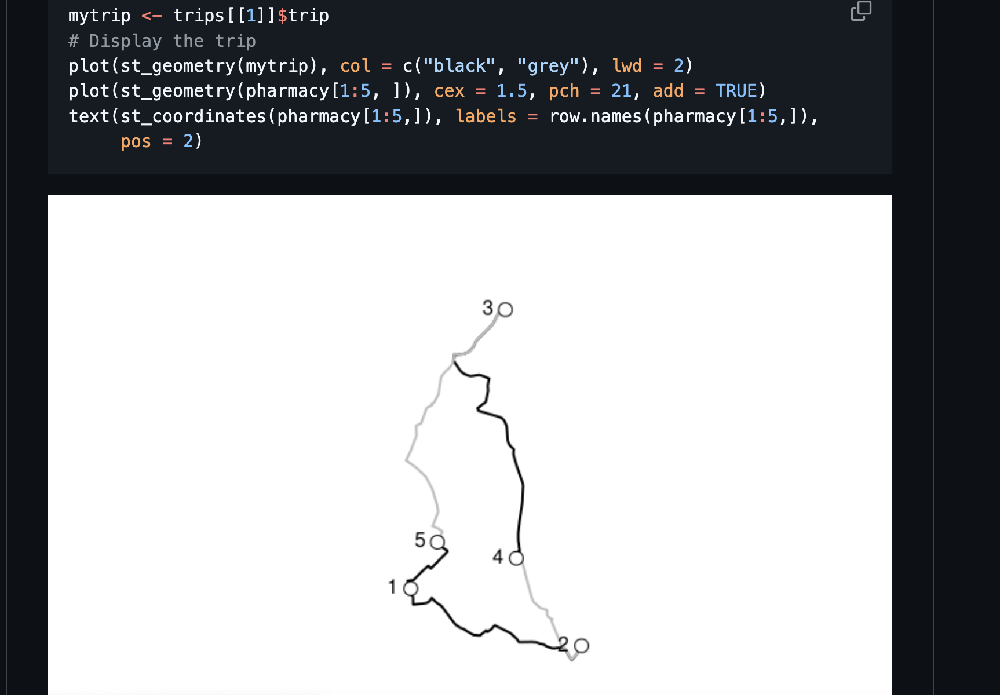 mytrip <- trips[[1]]$trip
# Display the trip
plot(st_geometry(mytrip), col = c("black", "grey"), lwd = 2)
plot(st_geometry(pharmacy[1:5, ]), cex = 1.5, pch = 21, add = TRUE)
text(st_coordinates(pharmacy[1:5,]), labels = row.names(pharmacy[1:5,]),
     pos = 2)
3
5
4
1
2